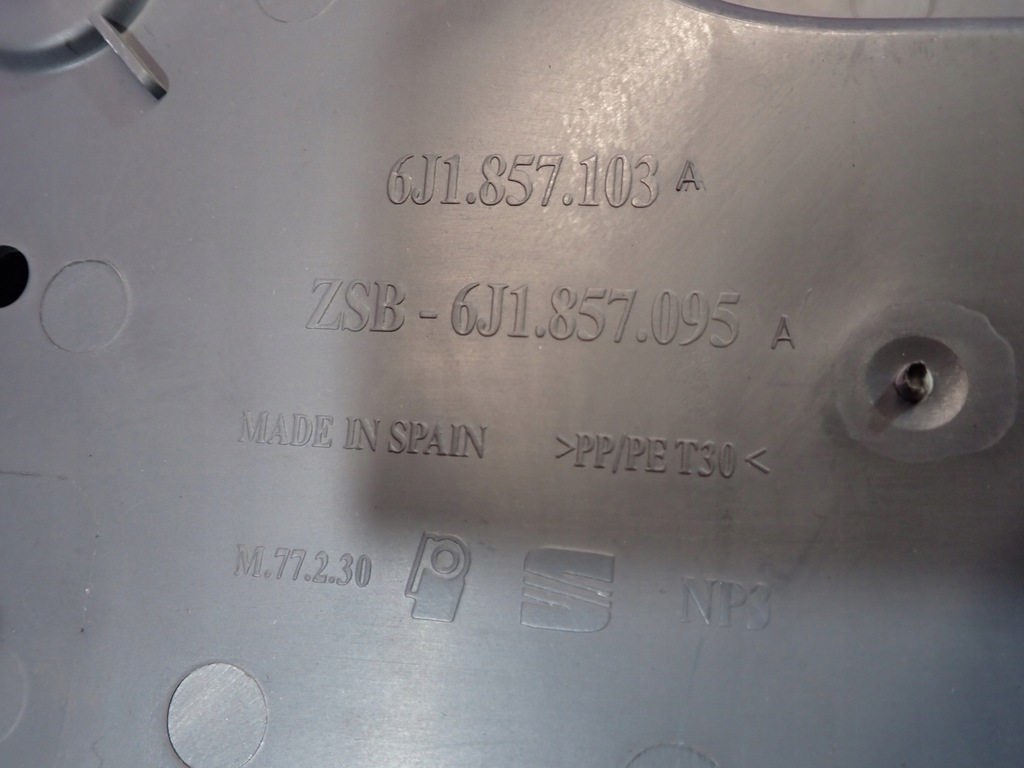 6J1.857.103 A
ZSB - 6J1.857.095 A
MADE IN SPAIN >PP/PE T30<
M.77.2.30 NP3